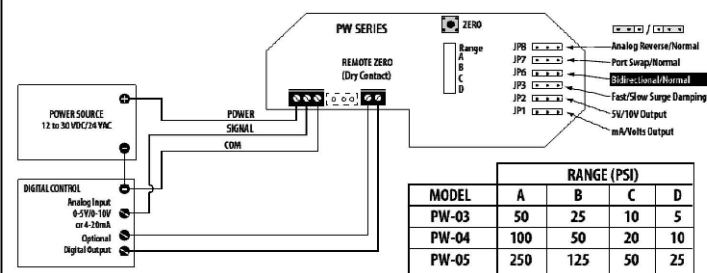 PW SERIES
ZERO
REMOTE ZERO
(Dry Contact)
Range
A
B
C
D
JP8
JP7
JP6
JP3
JP2
JP1
/
Analog Reverse/Normal
Port Swap/Normal
Bidirectional/Normal
Fast/Slow Surge Damping
5V/10V Output
mA/Volts Output
POWER SOURCE
12 to 30 VDC/24 VAC
POWER
SIGNAL
COM
DIGITAL CONTROL
Analog Input
0-5V/0-10V
or 4-20mA
Optional
Digital Output
RANGE (PSI)
MODEL A B C D
PW-03 50 25 10 5
PW-04 100 50 20 10
PW-05 250 125 50 25